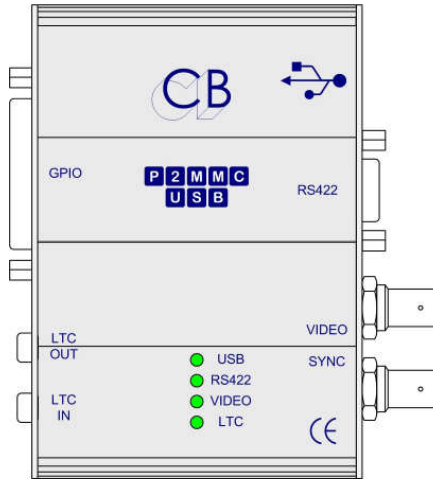 CB
GPIO
P2MMC
USB
RS422
LTC
OUT
VIDEO
SYNC
USB
RS422
VIDEO
LTC
LTC
IN
CE